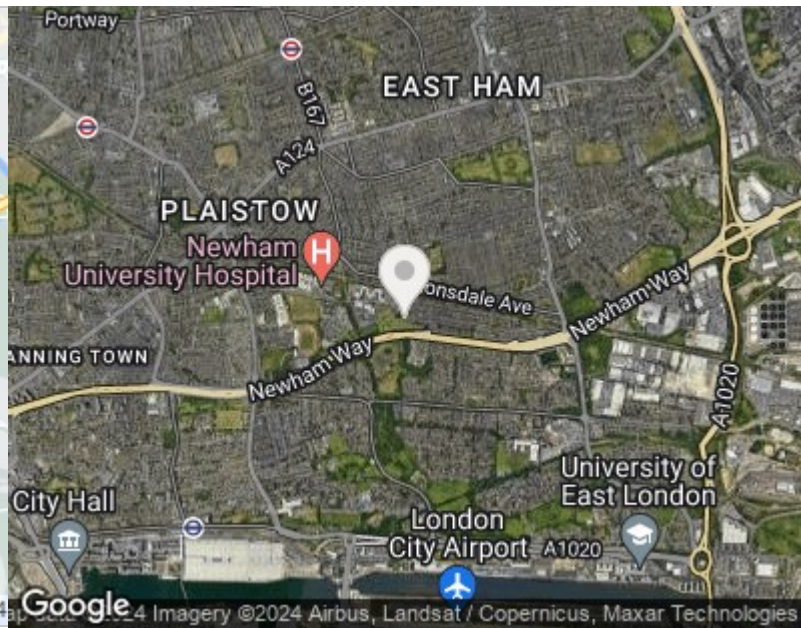 Portway
B167
EAST HAM
A124
PLAISTOW
Newham
University Hospital
H
onsdale Ave
Newham Way
ANNING TOWN
Newham Way
A1020
City Hall
University of
East London
London
City Airport
A1020
Google
Imagery ©2024 Airbus, Landsat / Copernicus, Maxar Technologies